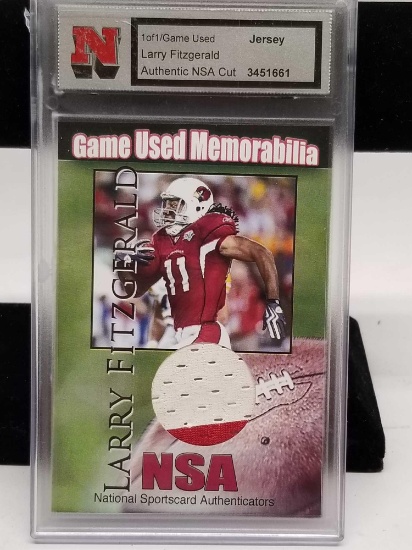 N
1of1/Game Used Jersey
Larry Fitzgerald
Authentic NSA Cut 3451661
Game Used Memorabilia
LARRY FITZGERALD
11
NSA
National Sportscard Authenticators